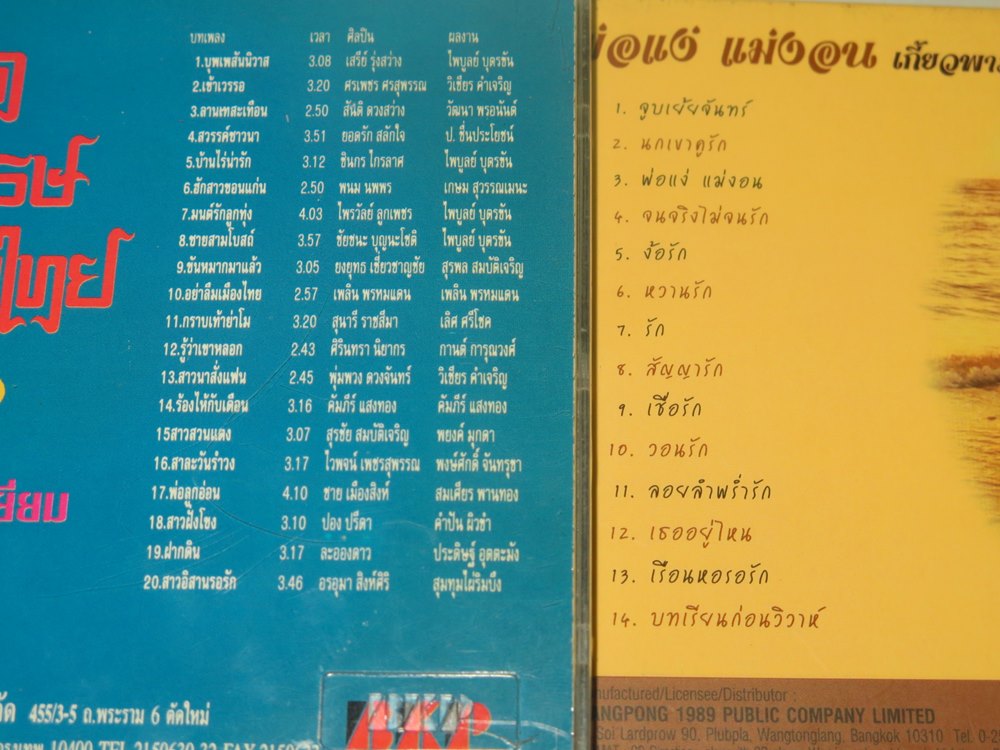 บทเพลง เวลา ศิลปิน ผลงาน
1.บุพเพสันนิวาส 3.08 เสรีย์ รุ่งสว่าง ไพบูลย์ บุตรขัน
2.เข้าเวรรอ 3.20 ศรเพชร ศรสุพรรณ วิเชียร คำเจริญ
3.ลานเทสะเทือน 2.50 สันติ ดวงสว่าง วัฒนา พรอนันต์
4.สวรรค์ชาวนา 3.51 ยอดรัก สลักใจ ป. ชื่นประโยชน์
5.บ้านไร่น่ารัก 3.12 ชินกร ไกรลาศ ไพบูลย์ บุตรขัน
6.ฮักสาวขอนแก่น 2.50 พนม นพพร เกษม สุวรรณเมนะ
7.มนต์รักลูกทุ่ง 4.03 ไพรวัลย์ ลูกเพชร ไพบูลย์ บุตรขัน
8.ชายสามโบสถ์ 3.57 ชัยชนะ บุญนะโชติ ไพบูลย์ บุตรขัน
9.ขันหมากมาแล้ว 3.05 ยงยุทธ เชี่ยวชาญชัย สุรพล สมบัติเจริญ
10.อย่าลืมเมืองไทย 2.57 เพลิน พรหมแดน เพลิน พรหมแดน
11.กราบเท้าย่าโม 3.20 สุนารี ราชสีมา เลิศ ศรีโชค
12.รู้ว่าเขาหลอก 2.43 ศิรินทรา นิยากร กานต์ การุณวงศ์
13.สาวนาสั่งแฟน 2.45 พุ่มพวง ดวงจันทร์ วิเชียร คำเจริญ
14.ร้องไห้กับเดือน 3.16 คัมภีร์ แสงทอง คัมภีร์ แสงทอง
15สาวสวนแตง 3.07 สุรชัย สมบัติเจริญ พยงค์ มุกดา
16.สาละวันรำวง 3.17 ไวพจน์ เพชรสุพรรณ พงษ์ศักดิ์ จันทรุขา
17.พ่อลูกอ่อน 4.10 ชาย เมืองสิงห์ สมเศียร พานทอง
18.สาวฝั่งโขง 3.10 ปอง ปรีดา คำปัน ผิวขำ
19.ฝากดิน 3.17 ละอองดาว ประดิษฐ์ อุตตะมัง
20.สาวอิสานรอรัก 3.46 อรอุมา สิงห์ศิริ สุมทุมไผ่ริมบึง
455/3-5 ถ.พระราม 6 ตัดใหม่
10400 TEL.
แม่งอน
1. จูบเย้ยจันทร์
2. นกเขาคูรัก
3. พ่อแง่ แม่งอน
4. จนจริงไม่จนรัก
5. ง้อรัก
6. หวานรัก
7. รัก
8. สัญญารัก
9. เชื่อรัก
10. วอนรัก
11. ลอยลำพร่ำรัก
12. เธออยู่ไหน
13. เรือนหอรอรัก
14. บทเรียนก่อนวิวาห์
1989 PUBLIC COMPANY LIMITED
Soi Lardprow 90, Plubpla, Wangtonglang, Bangkok 10310